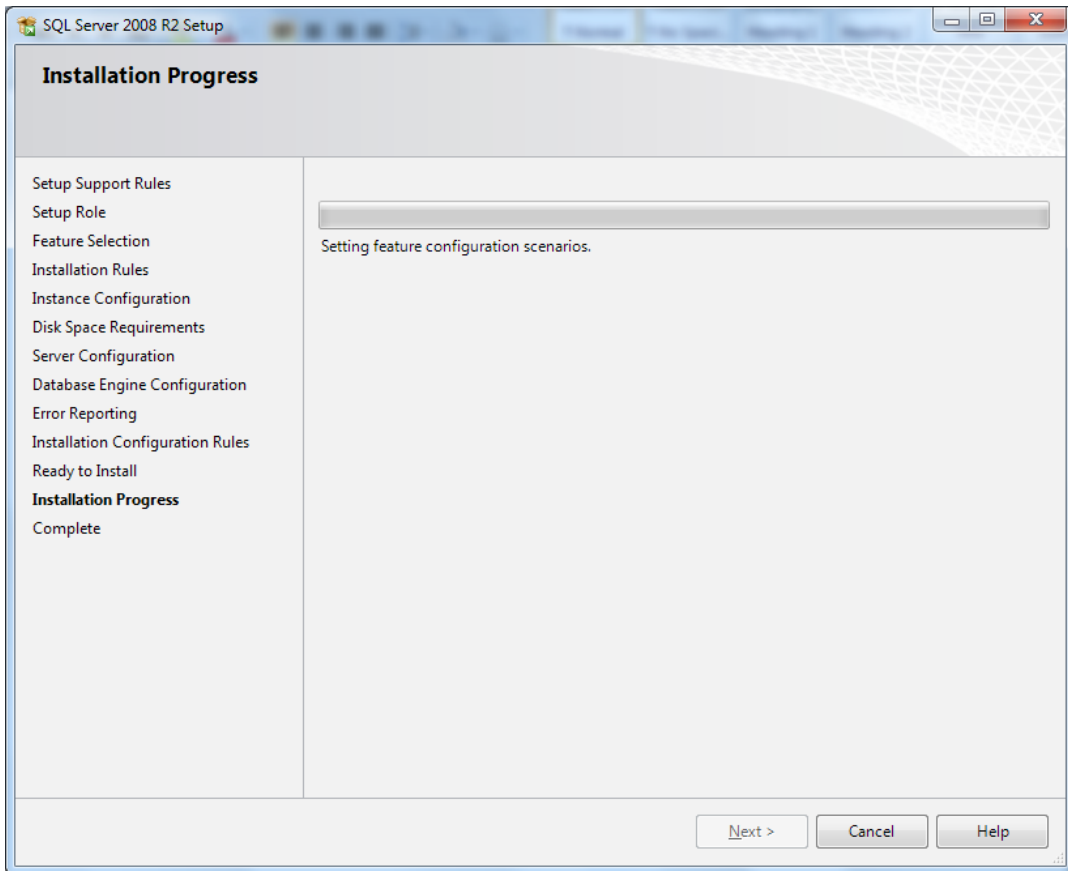 SQL Server 2008 R2 Setup
Installation Progress
Setup Support Rules
Setup Role
Feature Selection
Installation Rules
Instance Configuration
Disk Space Requirements
Server Configuration
Database Engine Configuration
Error Reporting
Installation Configuration Rules
Ready to Install
Installation Progress
Complete
Setting feature configuration scenarios.
Next >
Cancel
Help